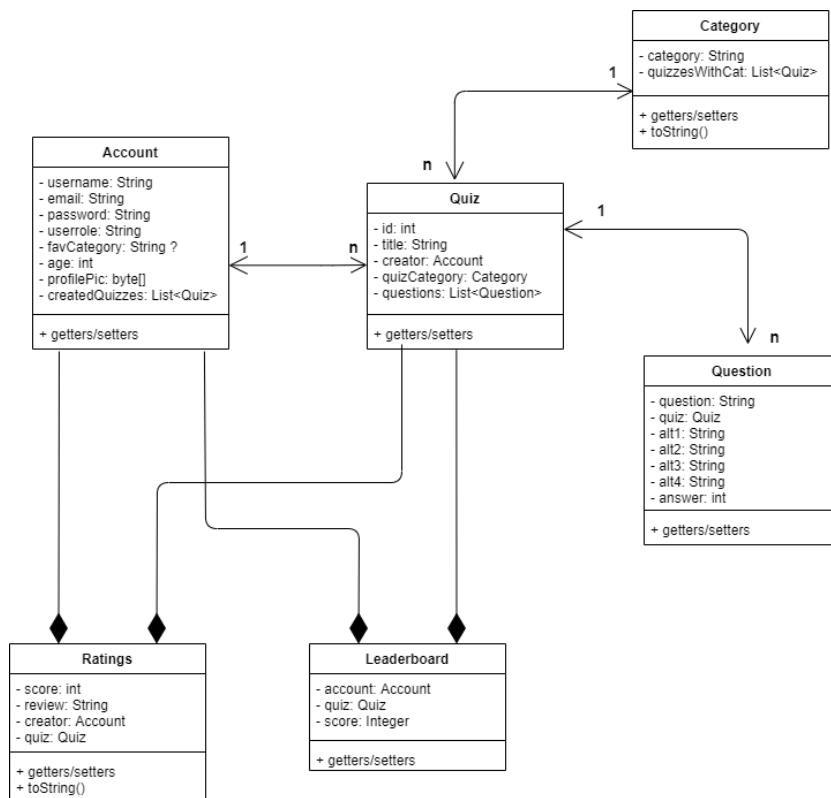 Category
- category: String
- quizzesWithCat: List<Quiz>
+ getters/setters
+ toString()
1
n
Account
- username: String
- email: String
- password: String
- userrole: String
- favCategory: String ?
- age: int
- profilePic: byte[]
- createdQuizzes: List<Quiz>
+ getters/setters
1
n
Quiz
- id: int
- title: String
- creator: Account
- quizCategory: Category
- questions: List<Question>
+ getters/setters
1
n
Question
- question: String
- quiz: Quiz
- alt1: String
- alt2: String
- alt3: String
- alt4: String
- answer: int
+ getters/setters
Ratings
- score: int
- review: String
- creator: Account
- quiz: Quiz
+ getters/setters
+ toString()
Leaderboard
- account: Account
- quiz: Quiz
- score: Integer
+ getters/setters